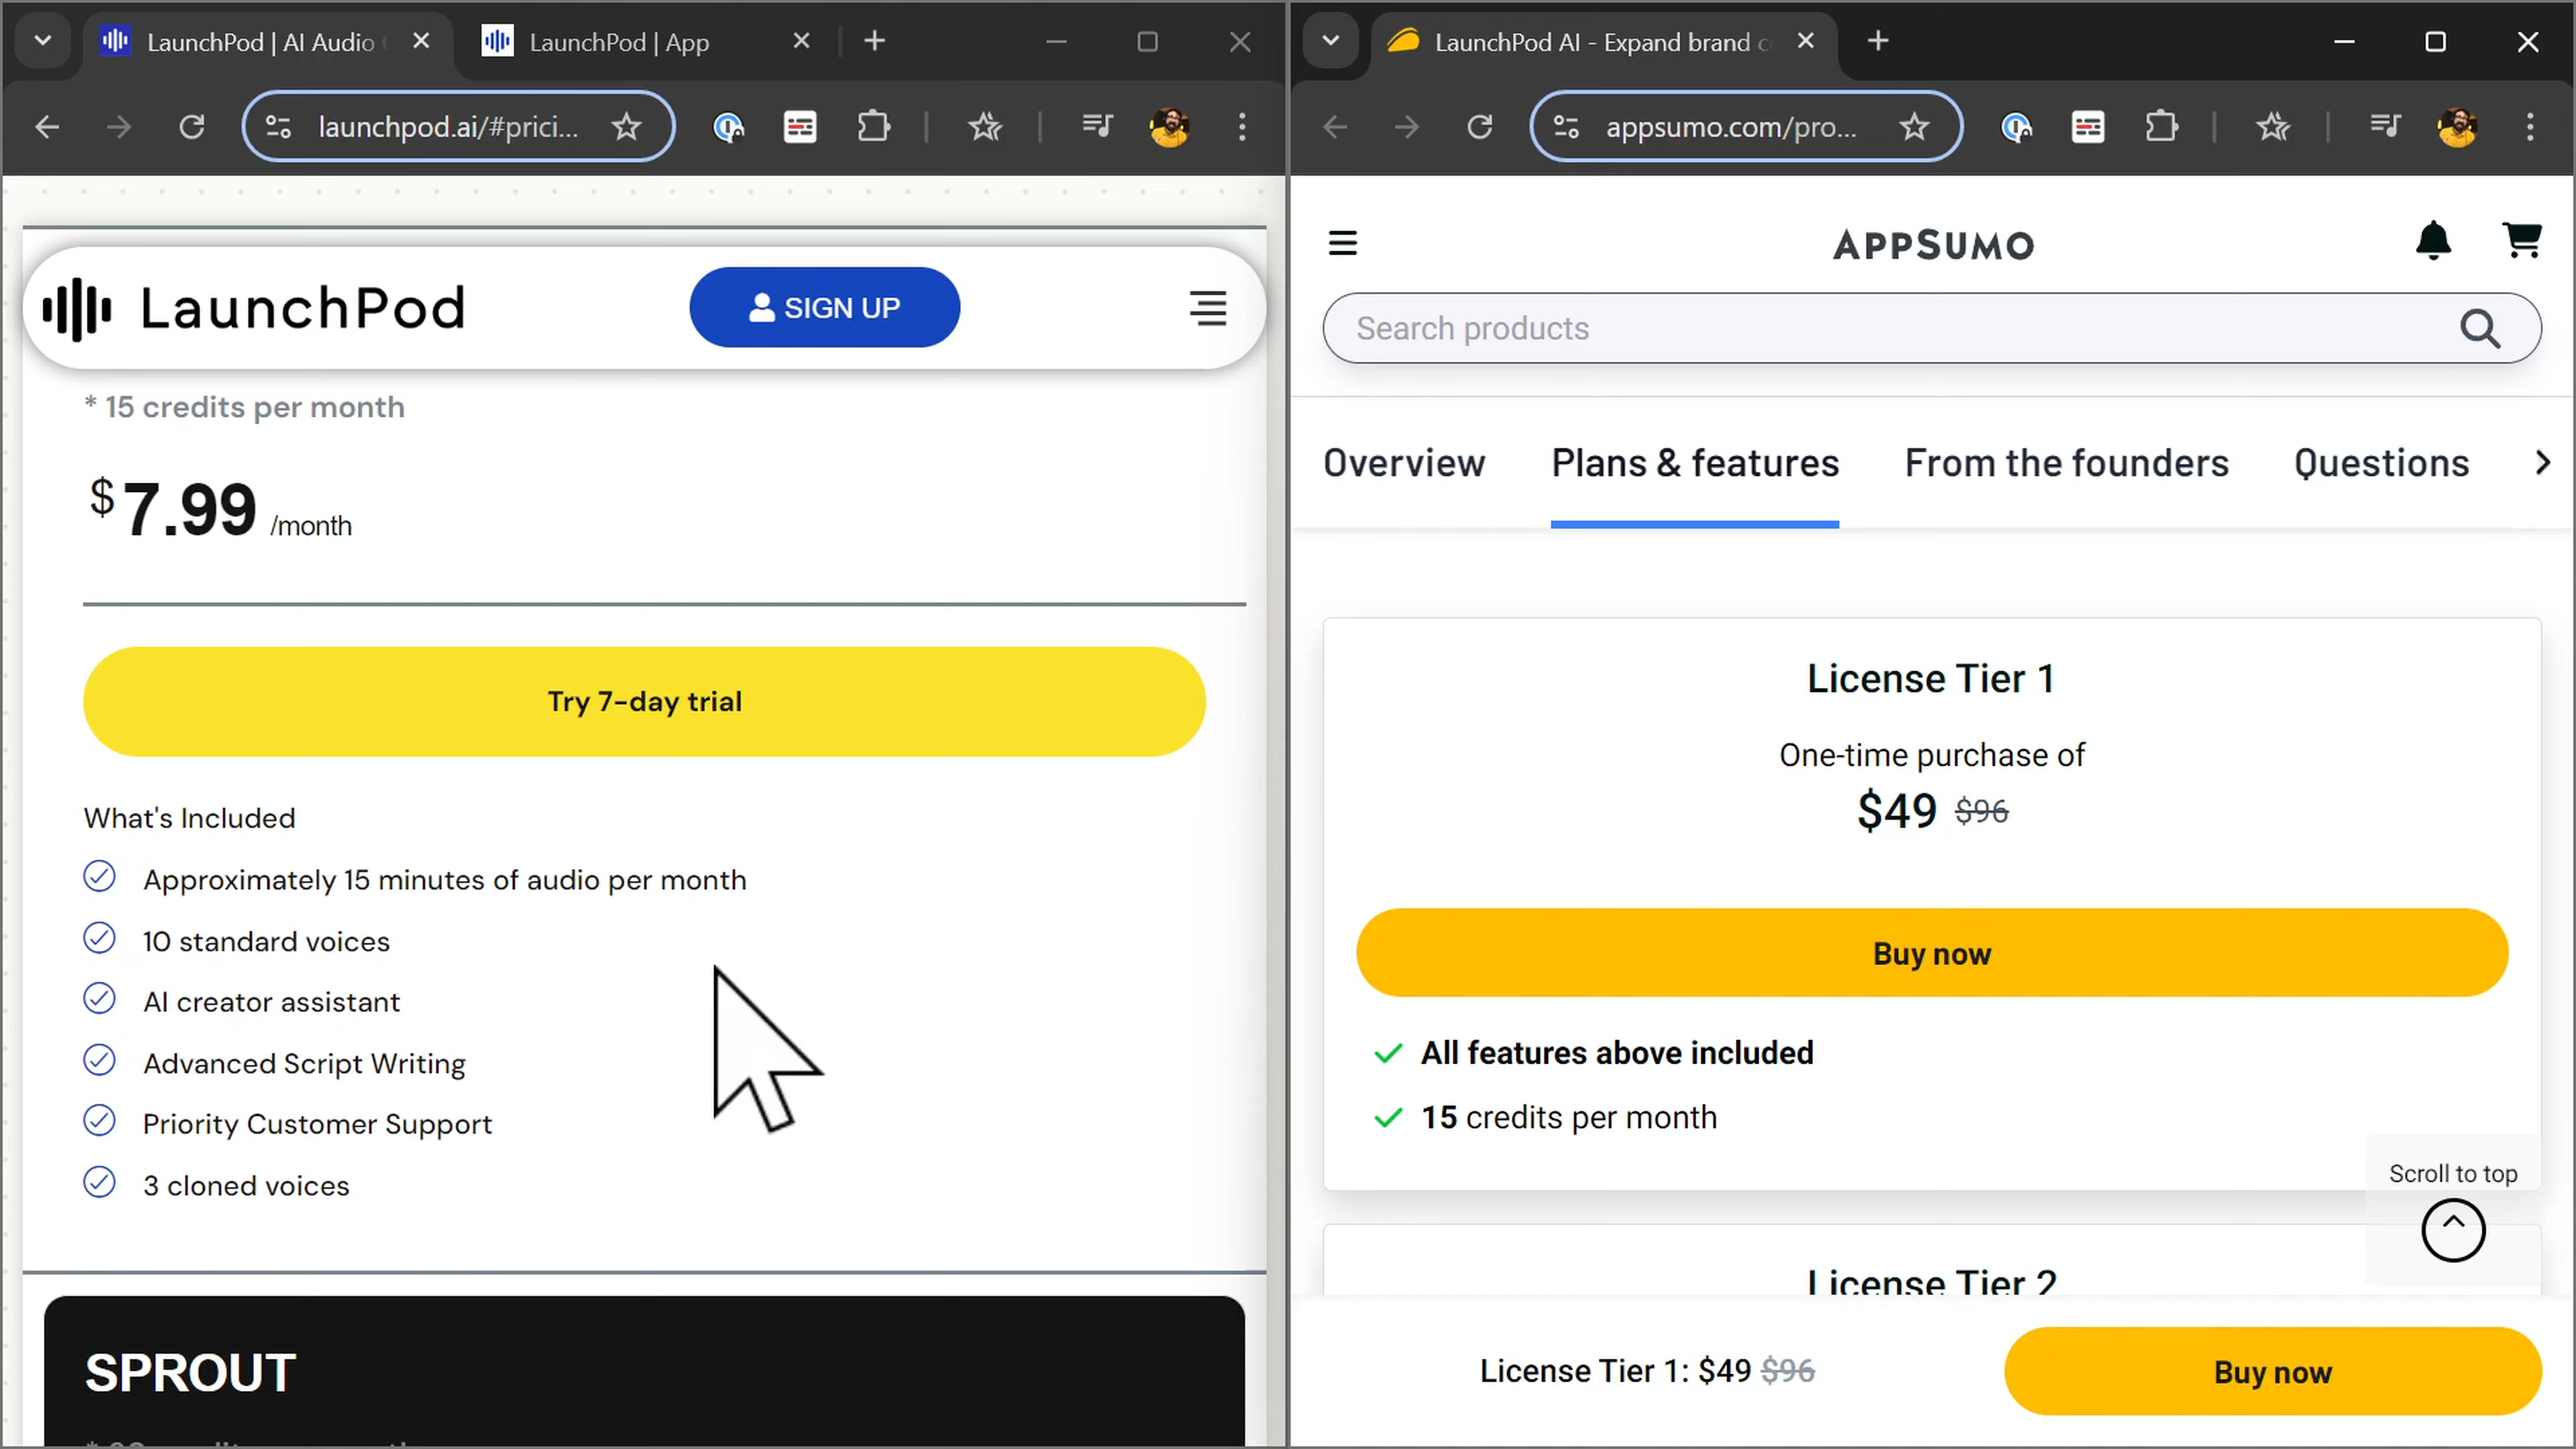 LaunchPod | AI Audio
LaunchPod | App
launchpod.ai/#prici...
LaunchPod
SIGN UP
* 15 credits per month
$7.99 /month
Try 7-day trial
What's Included
Approximately 15 minutes of audio per month
10 standard voices
AI creator assistant
Advanced Script Writing
Priority Customer Support
3 cloned voices
SPROUT
LaunchPod AI - Expand brand c
appsumo.com/pro...
APPSUMO
Search products
Overview
Plans & features
From the founders
Questions
License Tier 1
One-time purchase of
$49 $96
Buy now
All features above included
15 credits per month
Scroll to top
License Tier 2
License Tier 1: $49 $96
Buy now